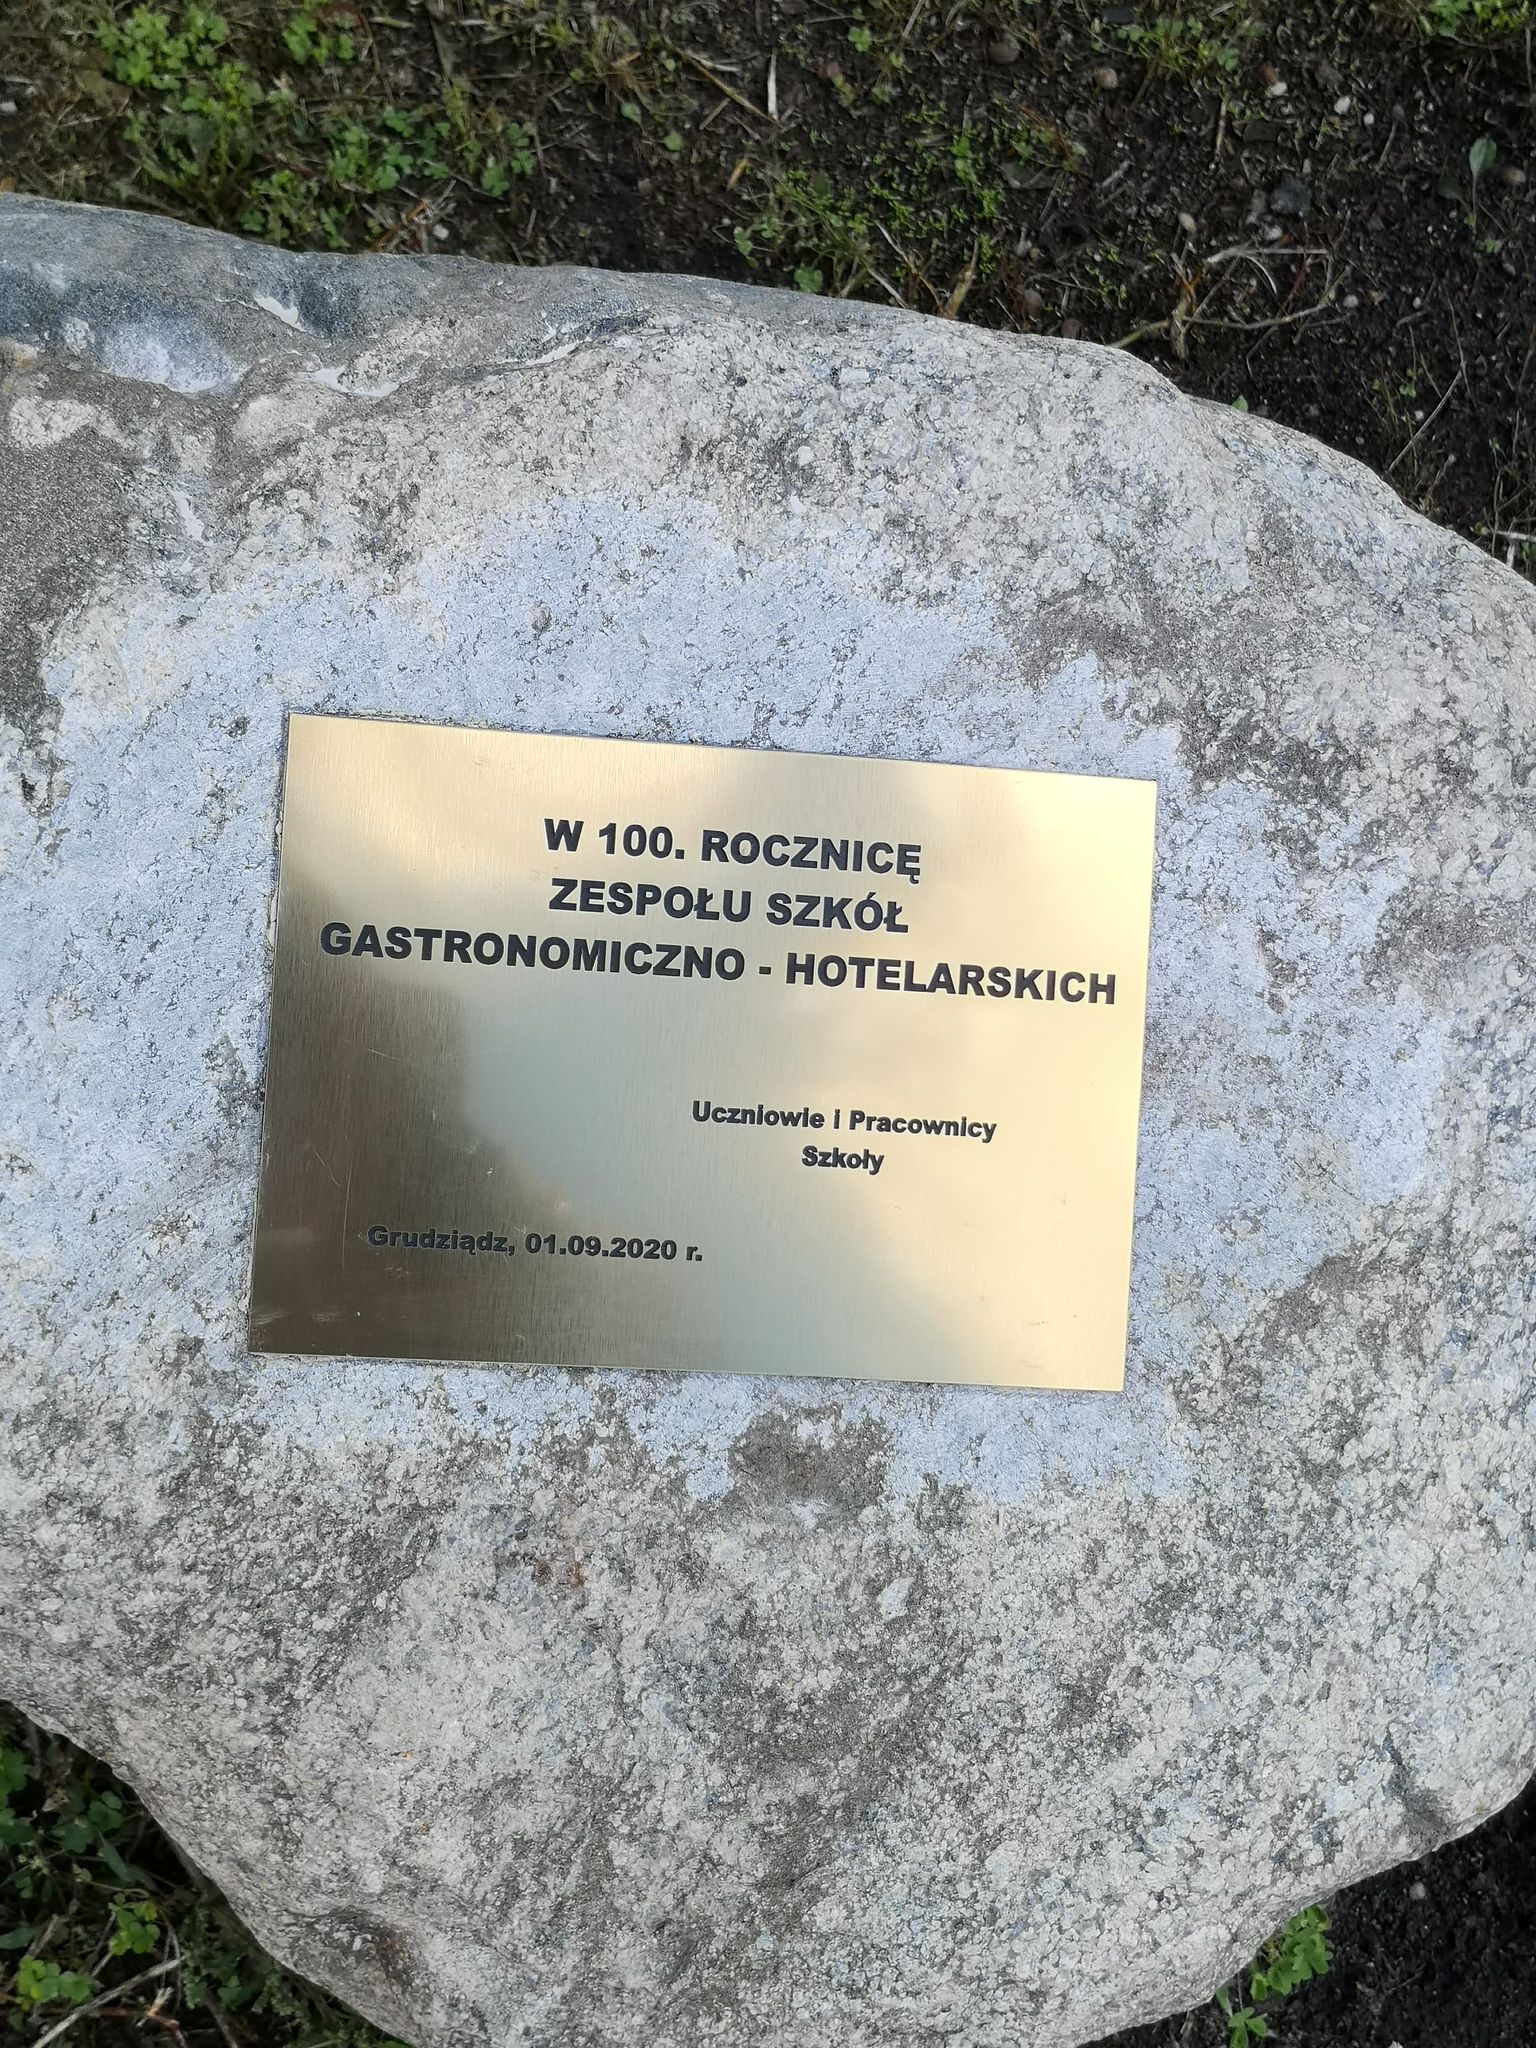 W 100. ROCZNICĘ
ZESPOŁU SZKÓŁ
GASTRONOMICZNO - HOTELARSKICH
Uczniowie i Pracownicy
Szkoły
Grudziądz, 01.09.2020 r.